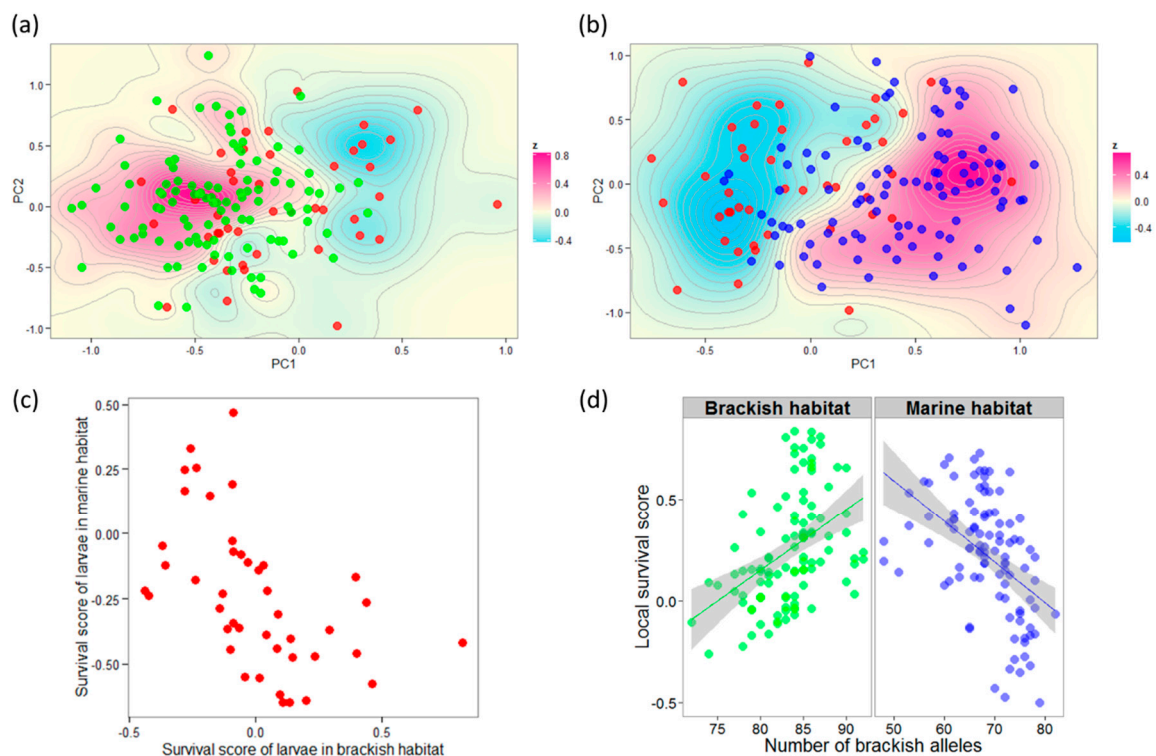 (a)
1.0
0.5
0.0
-0.5
-1.0
PC2
-1.0
-0.5
0.0
0.5
1.0
PC1
z
0.8
0.4
0.0
-0.4
(b)
1.0
0.5
0.0
-0.5
-1.0
PC2
-0.5
0.0
0.5
1.0
PC1
z
0.4
0.0
-0.4
(c)
0.50
0.25
0.00
-0.25
-0.50
Survival score of larvae in marine habitat
-0.5
0.0
0.4
Survival score of larvae in brackish habitat
(d)
Brackish habitat
Marine habitat
0.5
0.0
-0.5
Local survival score
75
80
85
90
50
60
70
80
Number of brackish alleles